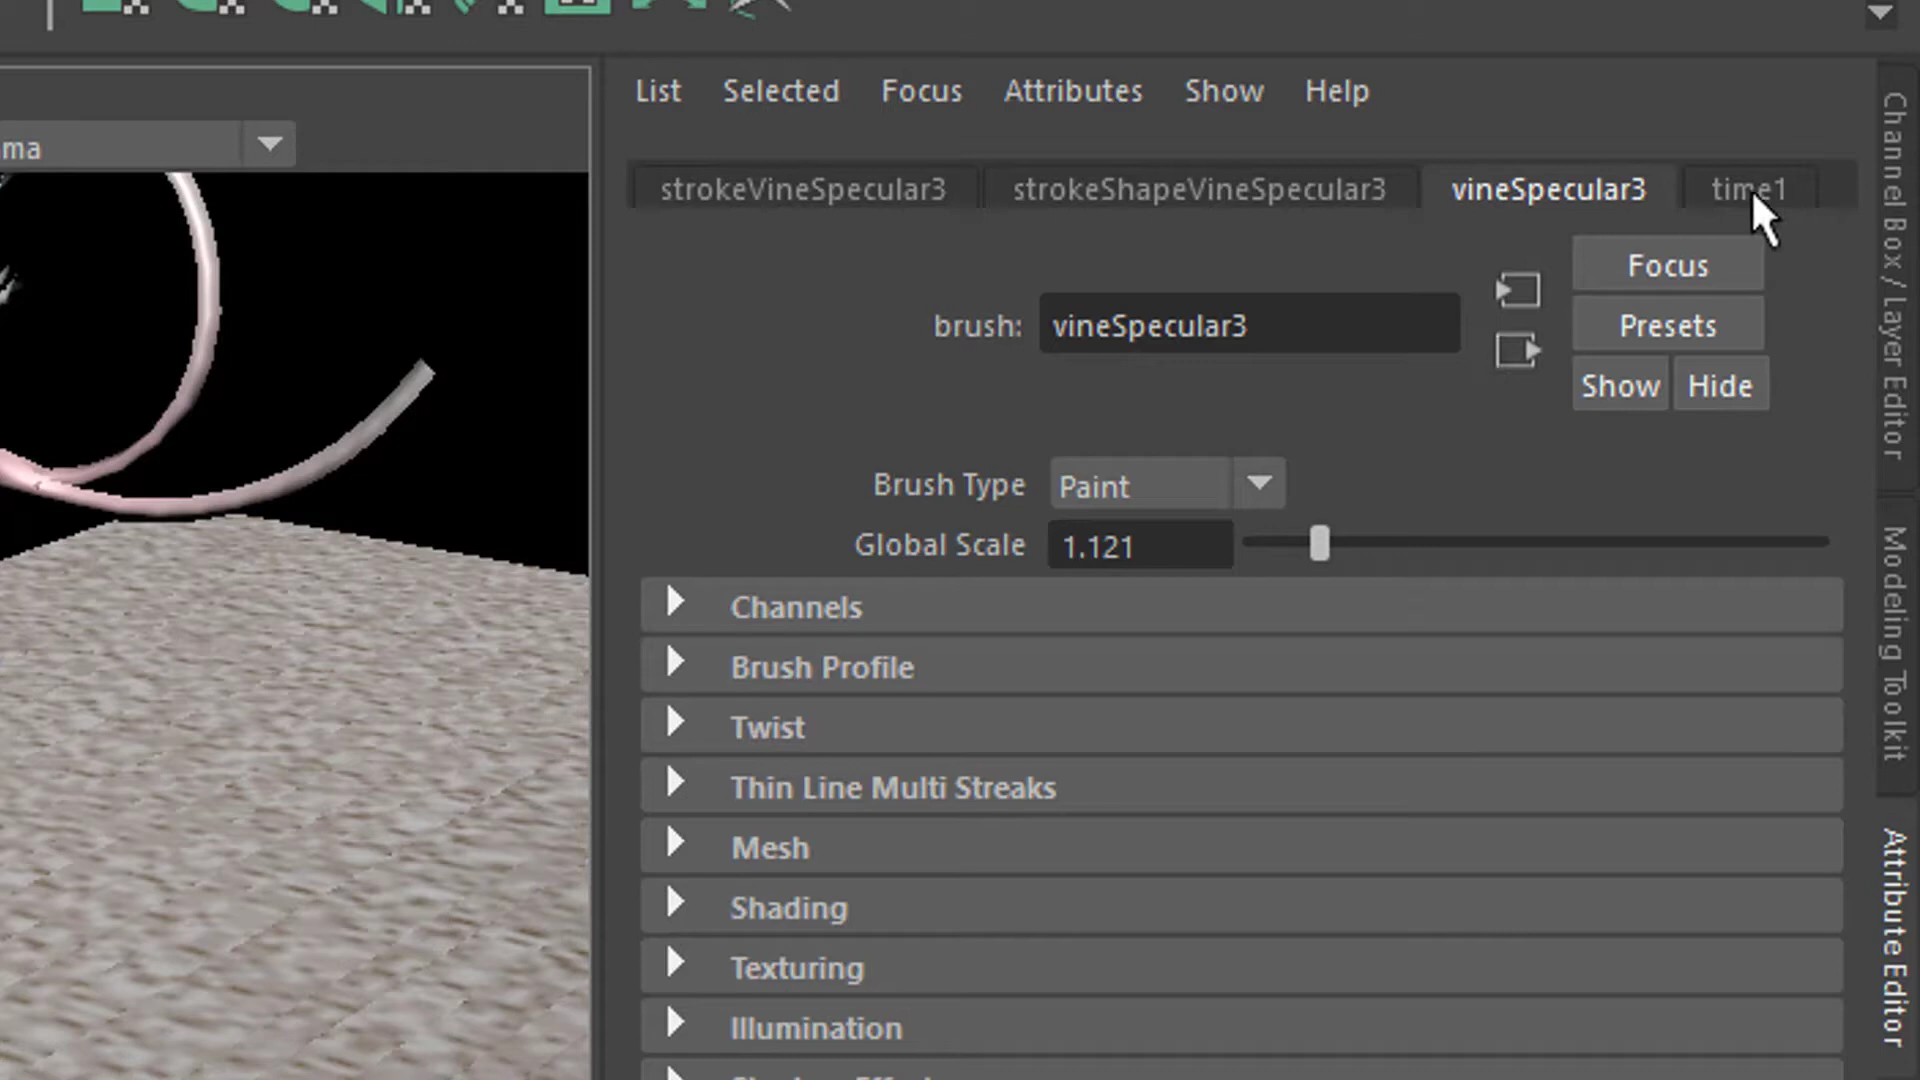 List Selected Focus Attributes Show Help
ma
strokeVineSpecular3 strokeShapeVineSpecular3 vineSpecular3 time1
Focus
brush: vineSpecular3
Presets
Show Hide
Brush Type Paint
Global Scale 1.121
Channels
Brush Profile
Twist
Thin Line Multi Streaks
Mesh
Shading
Texturing
Illumination
Channel Box / Layer Editor
Modeling Toolkit
Attribute Editor